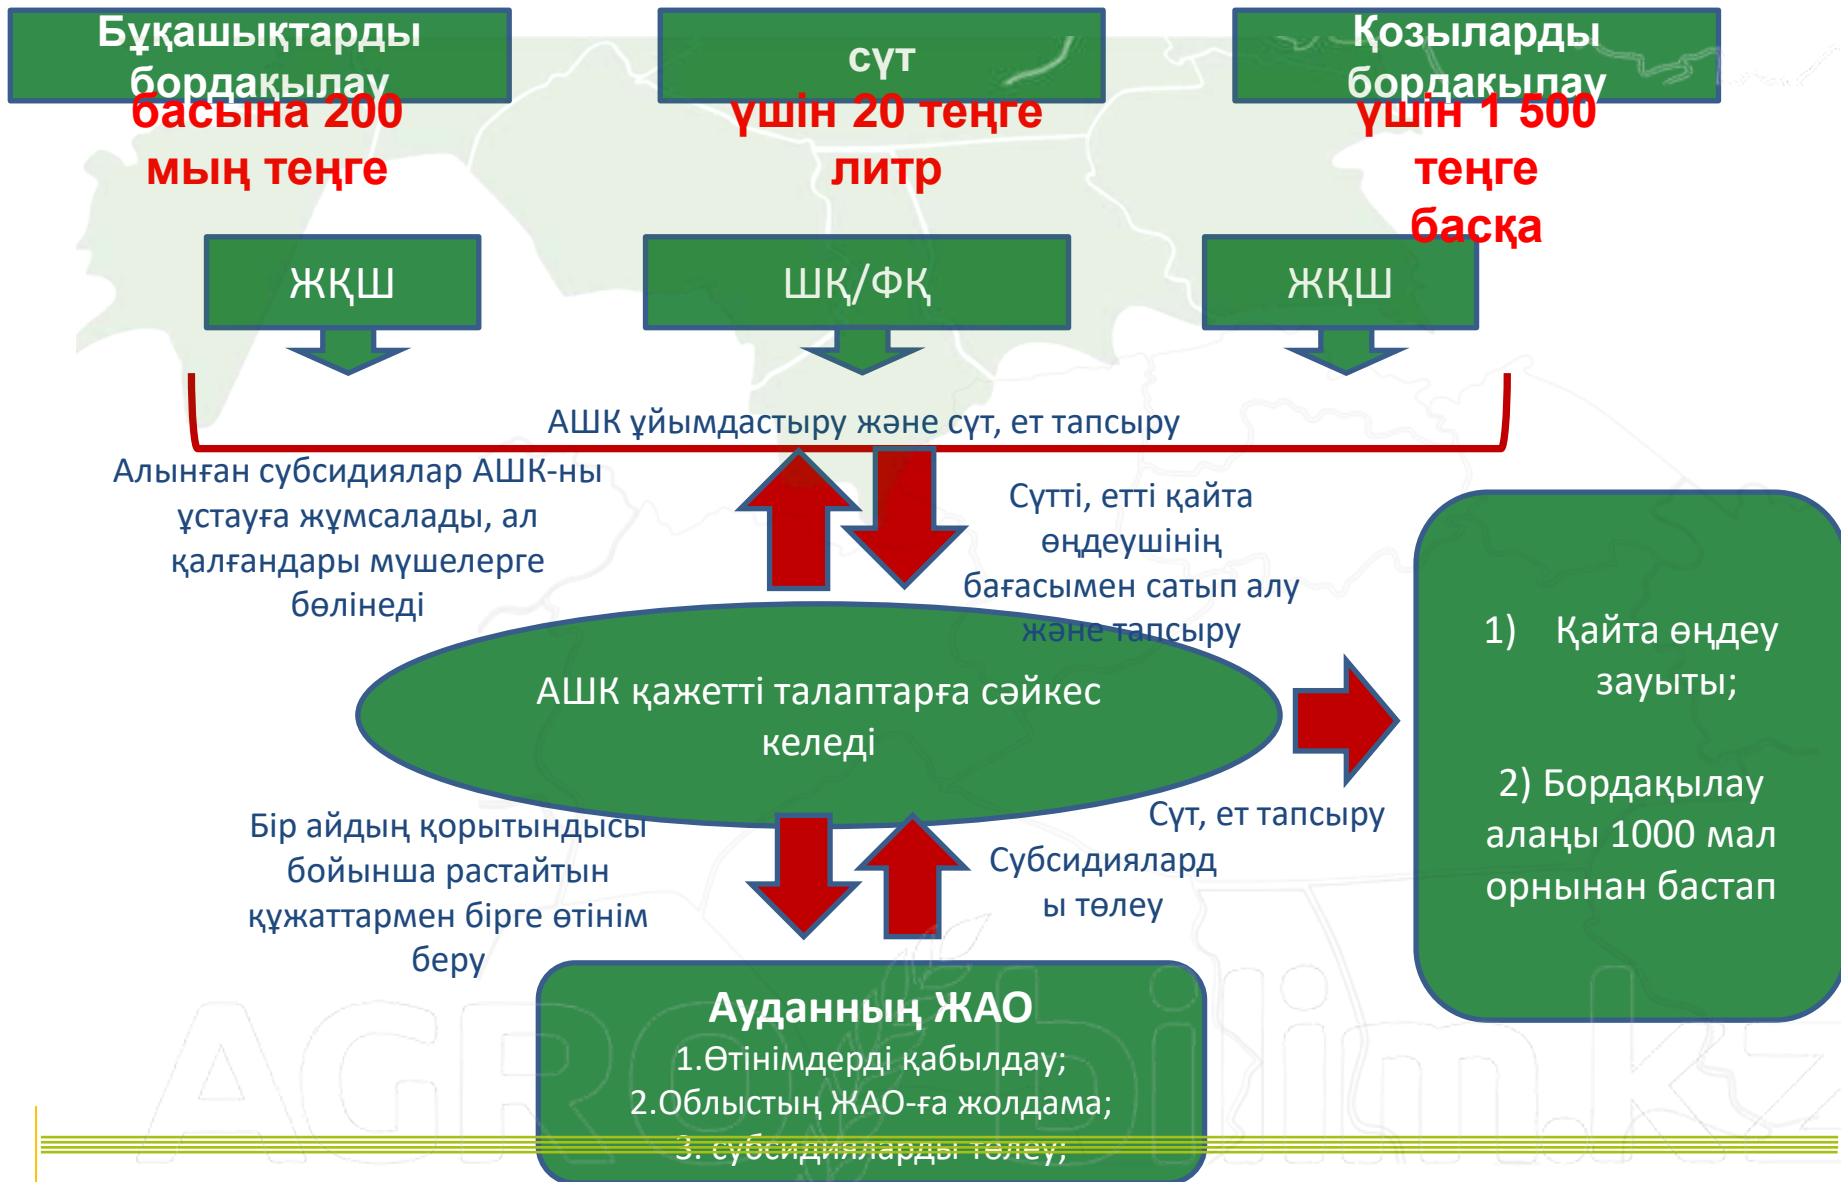 Бұқашықтарды
бордақылау
басына 200
мың теңге
сүт
үшін 20 теңге
литр
Қозыларды
бордақылау
үшін 1 500
теңге
басқа
ЖҚШ
ШҚ/ФҚ
ЖҚШ
АШК ұйымдастыру және сүт, ет тапсыру
Алынған субсидиялар АШК-ны
ұстауға жұмсалады, ал
қалғандары мүшелерге
бөлінеді
Сүтті, етті қайта
өңдеушінің
бағасымен сатып алу
және тапсыру
АШК қажетті талаптарға сәйкес
келеді
1) Қайта өңдеу
зауыты;
2) Бордақылау
алаңы 1000 мал
орнынан бастап
Сүт, ет тапсыру
Бір айдың қорытындысы
бойынша растайтын
құжаттармен бірге өтінім
беру
Субсидиялард
ы төлеу
Ауданның ЖАО
1.Өтінімдерді қабылдау;
2.Облыстың ЖАО-ға жолдама;
3. субсидияларды төлеу;
AGRO bilim.kz